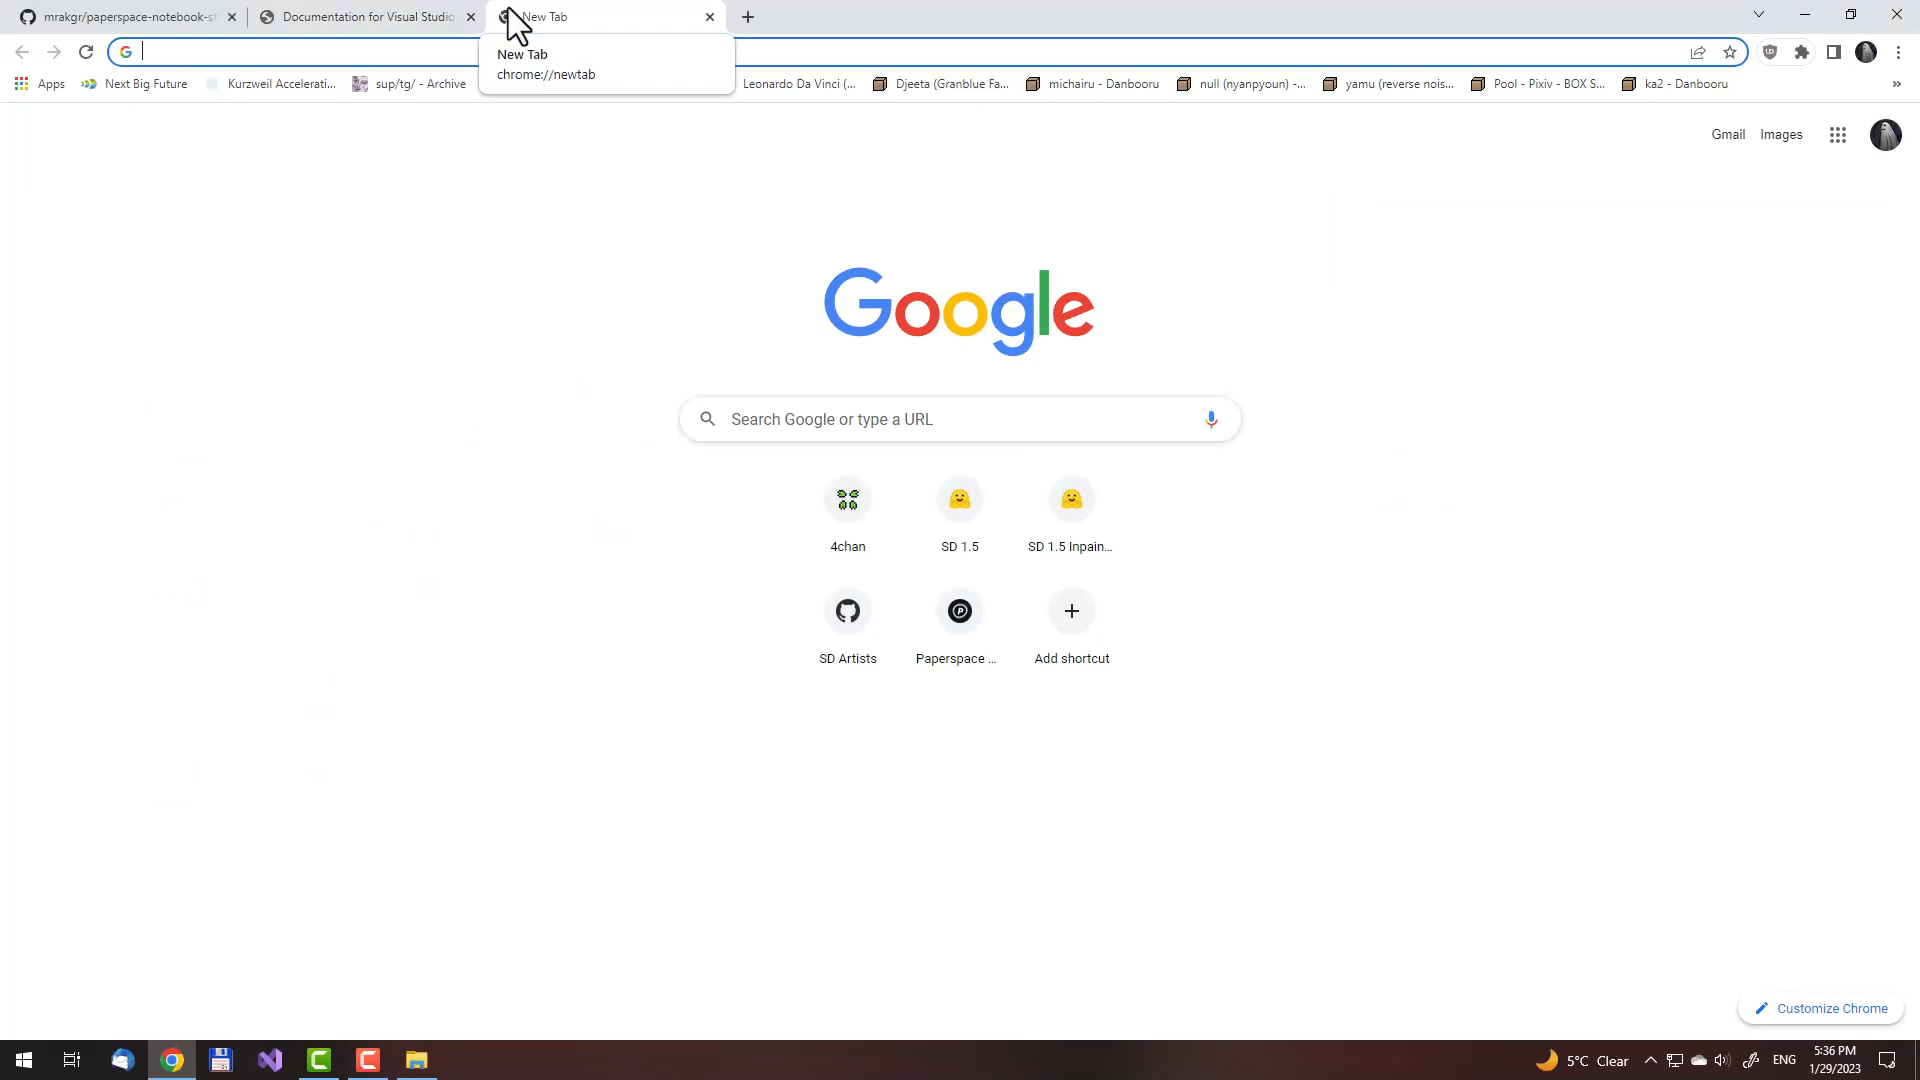 mrakgr/paperspace-notebook-st
Documentation for Visual Studio
New Tab
New Tab
chrome://newtab
Apps
Next Big Future
Kurzweil Accelerati...
sup/tg/ - Archive
Leonardo Da Vinci (...
Djeeta (Granblue Fa...
michairu - Danbooru
null (nyanpyoun) -...
yamu (reverse nois...
Pool - Pixiv - BOX S...
ka2 - Danbooru
»
Gmail
Images
Google
Search Google or type a URL
4chan
SD 1.5
SD 1.5 Inpain...
SD Artists
Paperspace ...
Add shortcut
Customize Chrome
5°C Clear
ENG
5:36 PM
1/29/2023